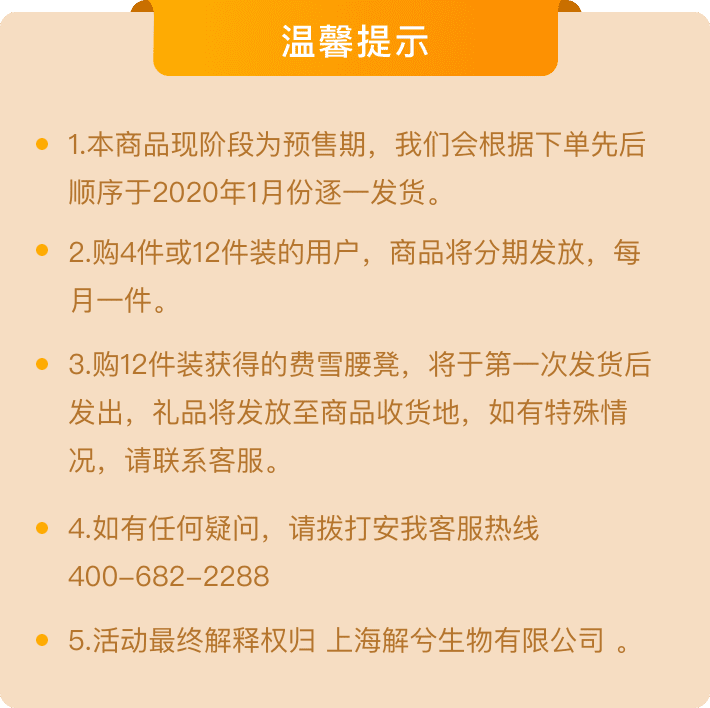 温馨提示
1.本商品现阶段为预售期，我们会根据下单先后
顺序于2020年1月份逐一发货。
2.购4件或12件装的用户，商品将分期发放，每
月一件。
3.购12件装获得的费雪腰凳，将于第一次发货后
发出，礼品将发放至商品收货地，如有特殊情
况，请联系客服。
4.如有任何疑问，请拨打安我客服热线
400-682-2288
5.活动最终解释权归 上海解兮生物有限公司 。